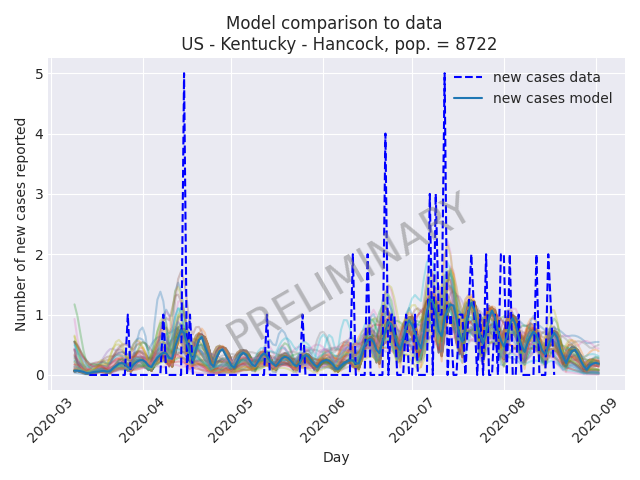 Model comparison to data
US - Kentucky - Hancock, pop. = 8722
5
4
3
2
1
0
Number of new cases reported
new cases data
new cases model
PRELIMINARY
2020-03
2020-04
2020-05
2020-06
2020-07
2020-08
2020-09
Day